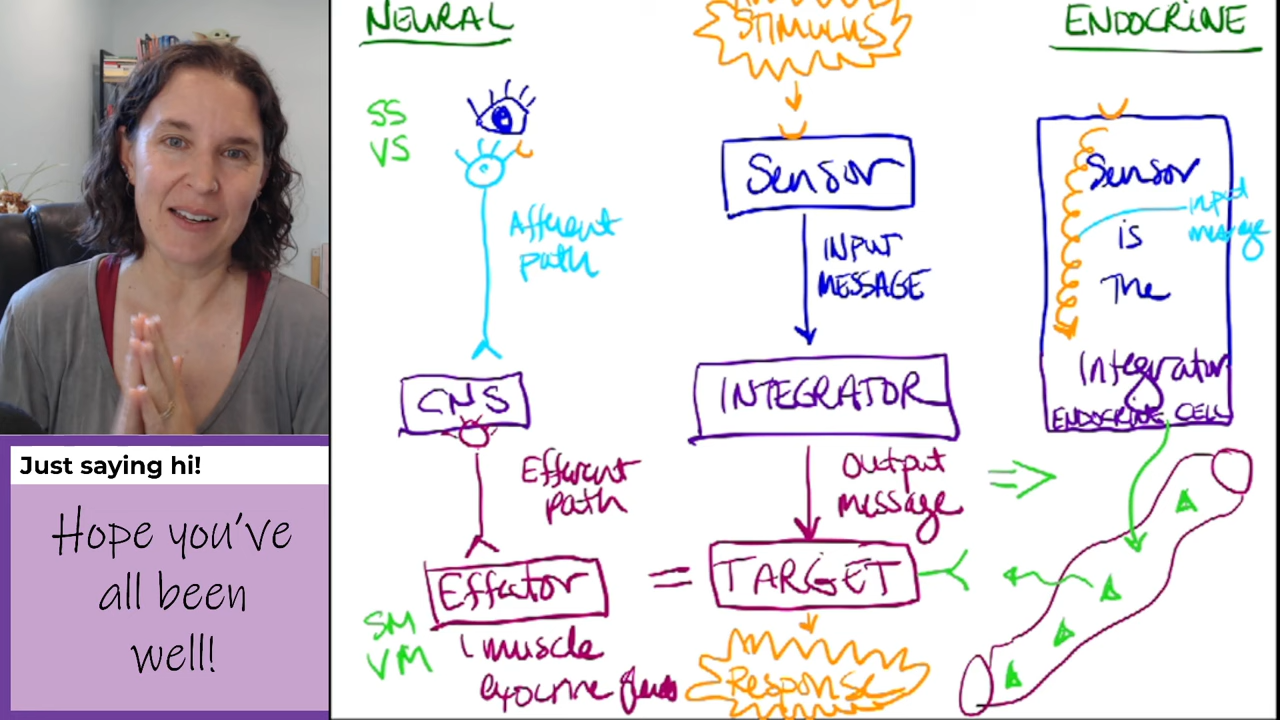 NEURAL
STIMULUS
ENDOCRINE
SS
VS
Sensor
Sensor
is
The
Integrator
ENDOCRINE CELL
Input
message
Afferent
path
INPUT
MESSAGE
CNS
INTEGRATOR
Efferent
path
Output
message
Effector
=
TARGET
SM
VM
muscle
exocrine glands
Response
Just saying hi!
Hope you've
all been
well!